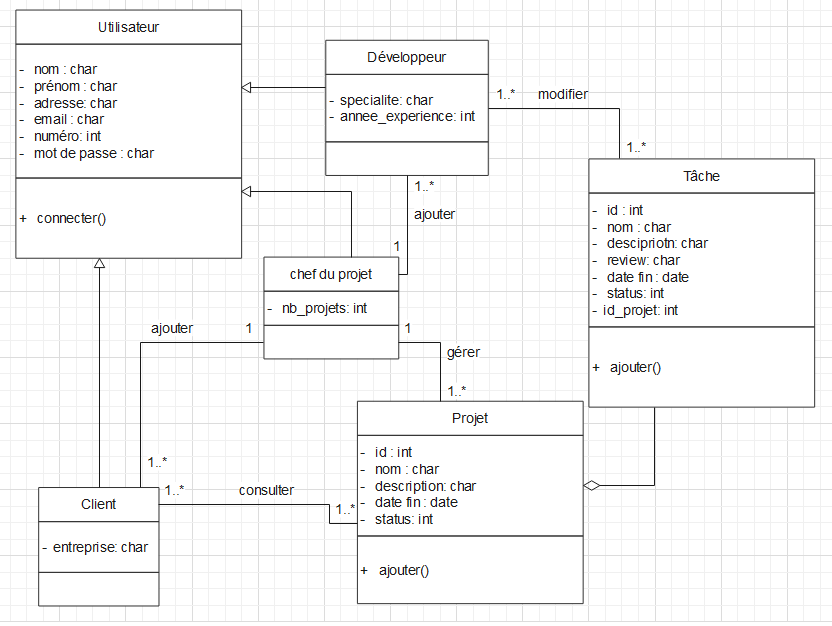 Utilisateur
- nom : char
- prénom : char
- adresse: char
- email : char
- numéro: int
- mot de passe : char
+ connecter()
Développeur
- specialite: char
- annee_experience: int
1..* modifier
1..*
Tâche
- id : int
- nom : char
- descipriotn: char
- review: char
- date fin : date
- status: int
- id_projet: int
+ ajouter()
1..*
ajouter
1
chef du projet
- nb_projets: int
ajouter 1
1
gérer
1..*
Projet
- id : int
- nom : char
- description: char
- date fin : date
- status: int
+ ajouter()
1..*
1..* consulter 1..*
Client
- entreprise: char